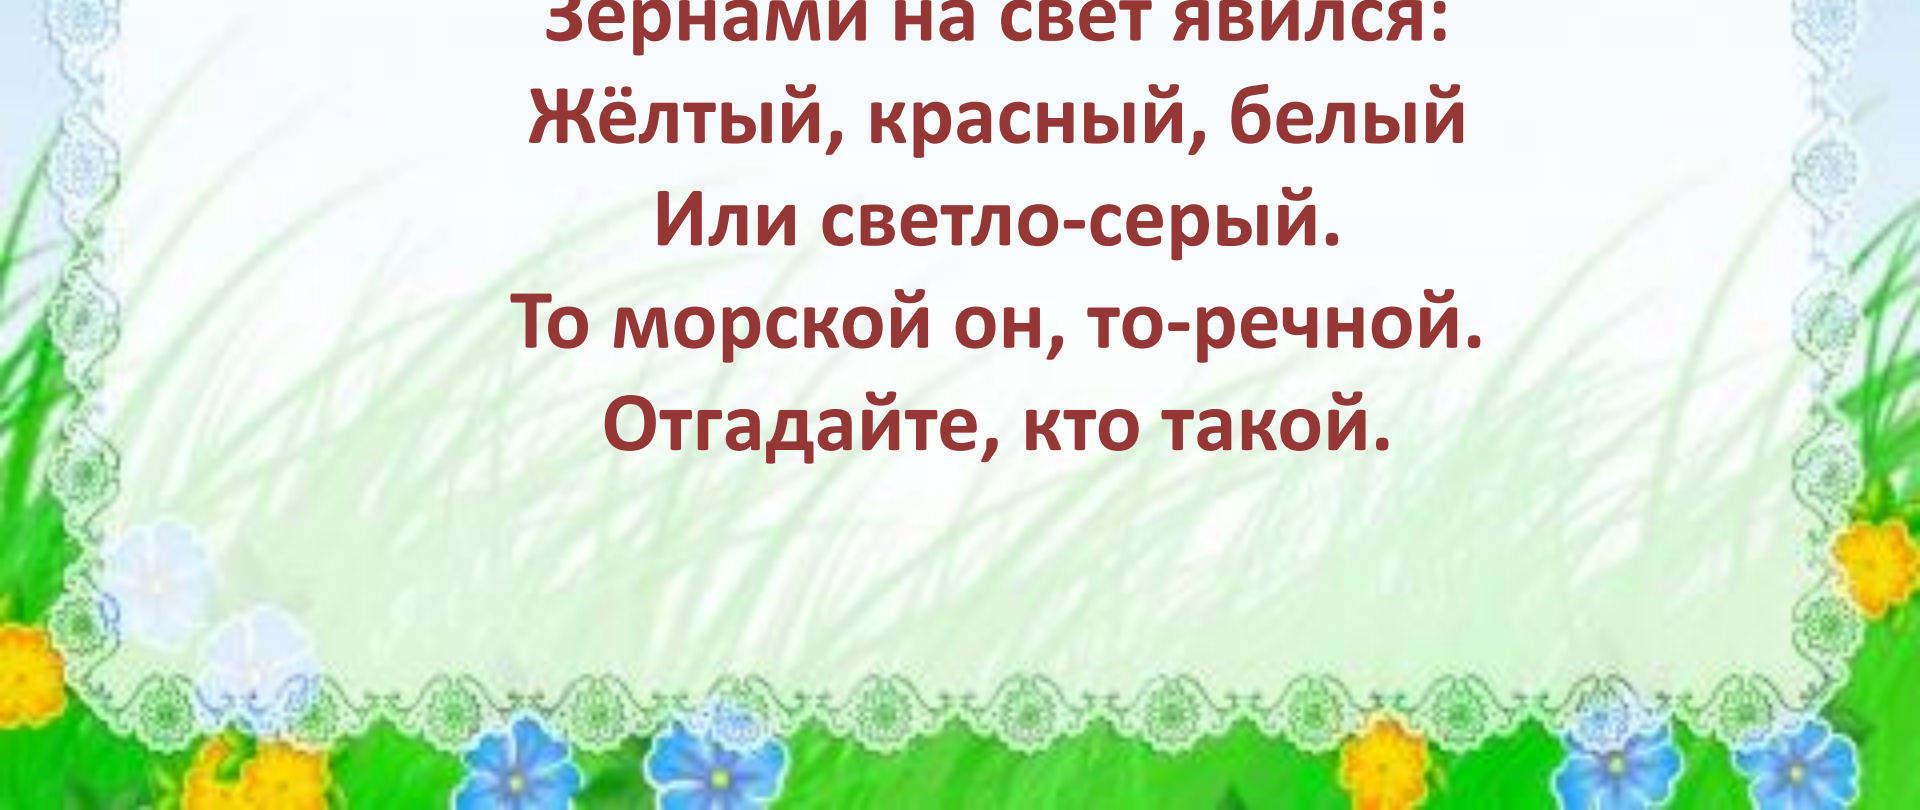 Зернами на свет явился:
Жёлтый, красный, белый
Или светло-серый.
То морской он, то-речной.
Отгадайте, кто такой.